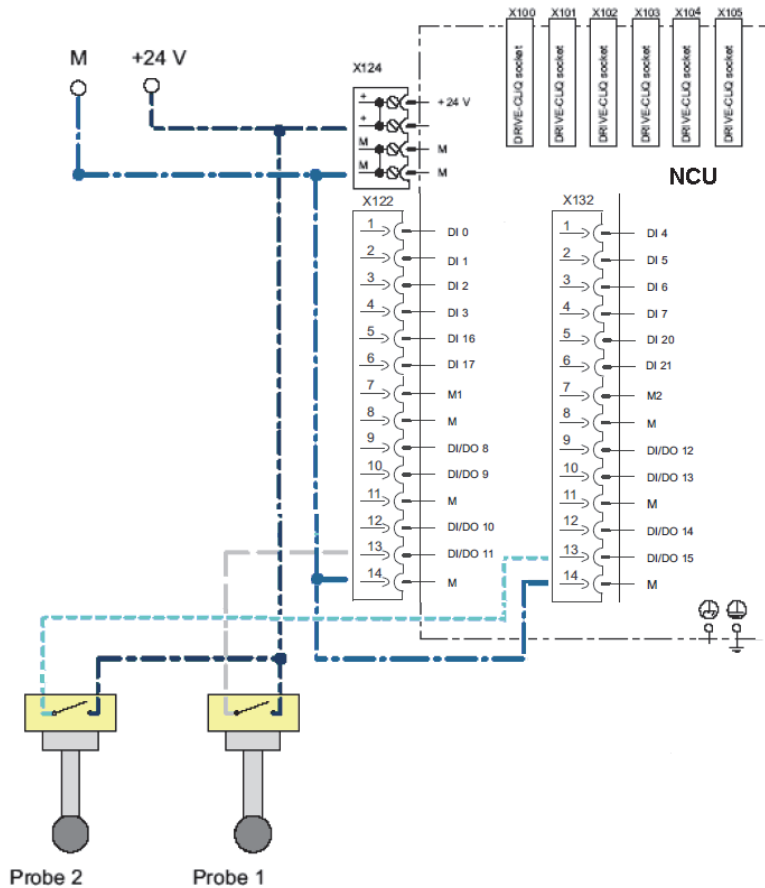 X100 X101 X102 X103 X104 X105
DRIVE-CLiQ socket
DRIVE-CLiQ socket
DRIVE-CLiQ socket
DRIVE-CLiQ socket
DRIVE-CLiQ socket
DRIVE-CLiQ socket
M +24 V
X124
+ +24 V
+
M M
M M
NCU
X122
1 DI 0
2 DI 1
3 DI 2
4 DI 3
5 DI 16
6 DI 17
7 M1
8 M
9 DI/DO 8
10 DI/DO 9
11 M
12 DI/DO 10
13 DI/DO 11
14 M
X132
1 DI 4
2 DI 5
3 DI 6
4 DI 7
5 DI 20
6 DI 21
7 M2
8 M
9 DI/DO 12
10 DI/DO 13
11 M
12 DI/DO 14
13 DI/DO 15
14 M
Probe 2 Probe 1